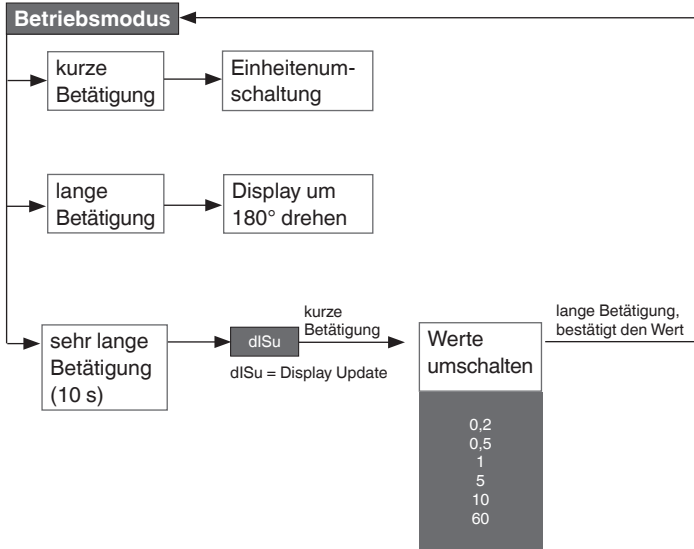 Betriebsmodus
kurze
Betätigung
Einheitenum-
schaltung
lange
Betätigung
Display um
180° drehen
sehr lange
Betätigung
(10 s)
dISu
dISu = Display Update
kurze
Betätigung
Werte
umschalten
0,2
0,5
1
5
10
60
lange Betätigung,
bestätigt den Wert